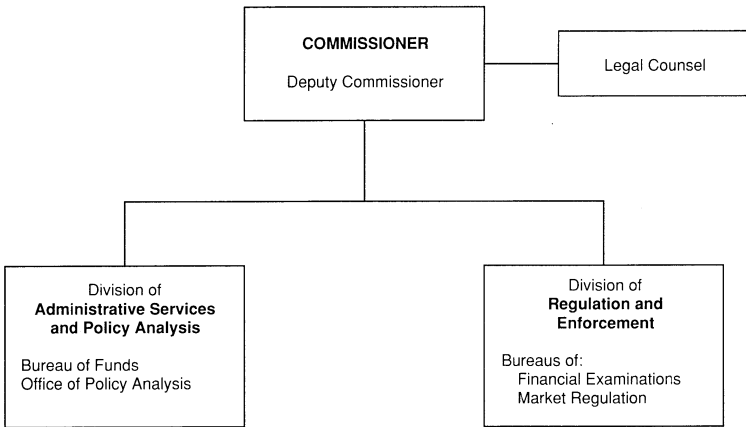 COMMISSIONER
Deputy Commissioner
Legal Counsel
Division of
Administrative Services
and Policy Analysis
Bureau of Funds
Office of Policy Analysis
Division of
Regulation and
Enforcement
Bureaus of:
Financial Examinations
Market Regulation